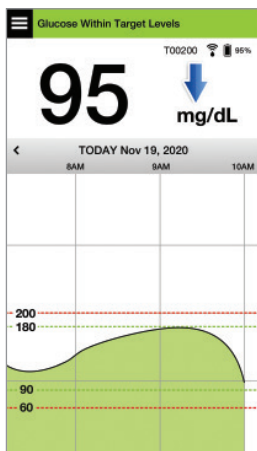 Glucose Within Target Levels
T00200 95%
95
mg/dL
< TODAY Nov 19, 2020
8AM 9AM 10AM
200
180
90
60